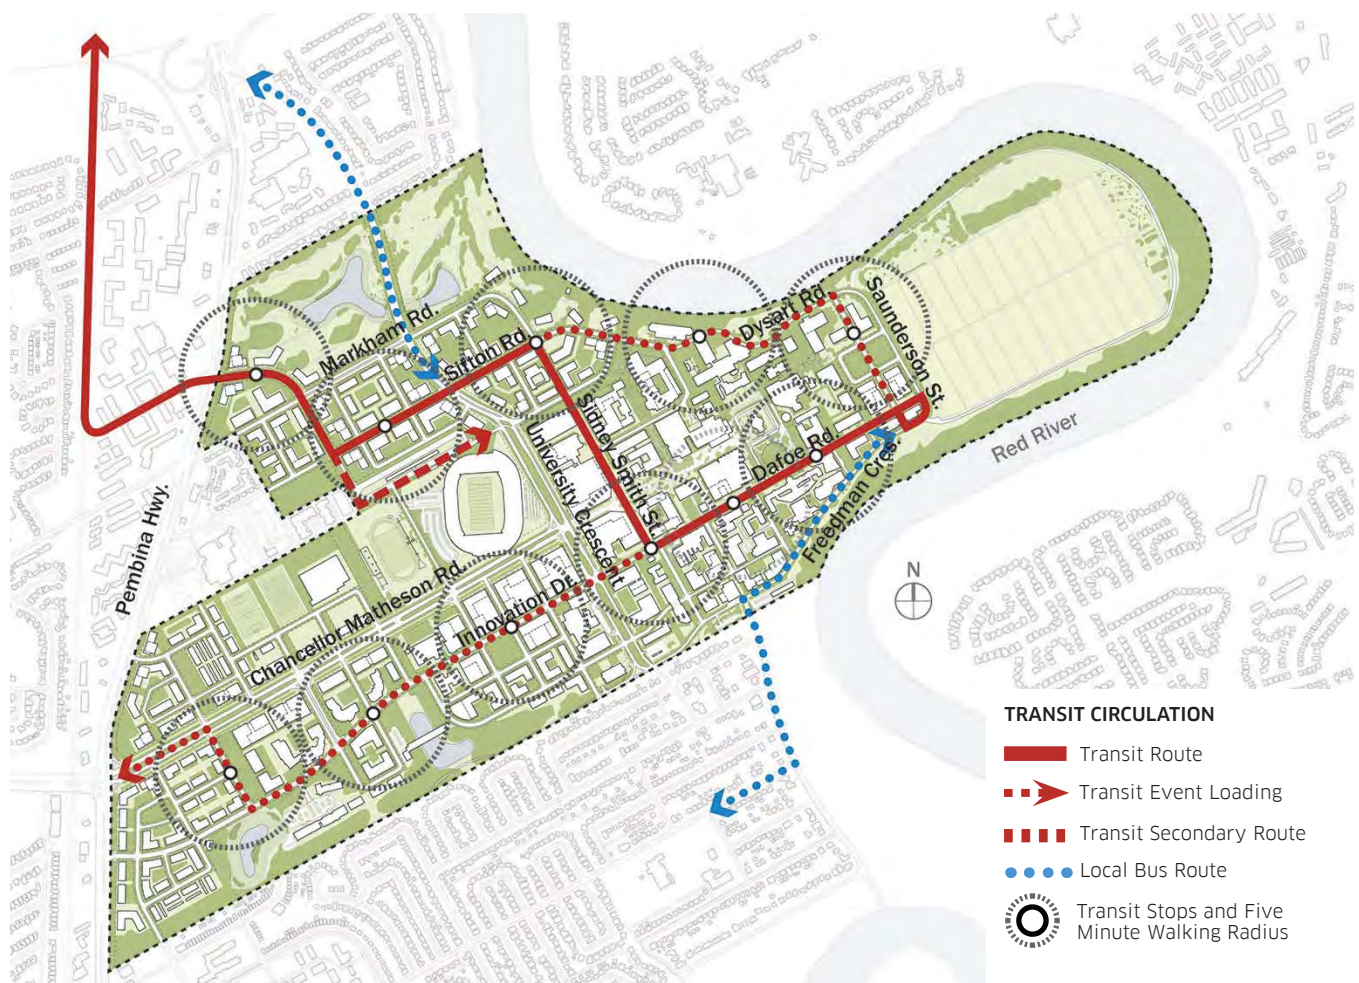 Markham Rd.
Sifton Rd.
Dysart Rd.
Saunderson St.
Sidney Smith St.
University Crescent
Dafoe Rd.
Freedman Cres.
Red River
Pembina Hwy.
Chancellor Matheson Rd.
Innovation Dr.
N
TRANSIT CIRCULATION
Transit Route
Transit Event Loading
Transit Secondary Route
Local Bus Route
Transit Stops and Five
Minute Walking Radius